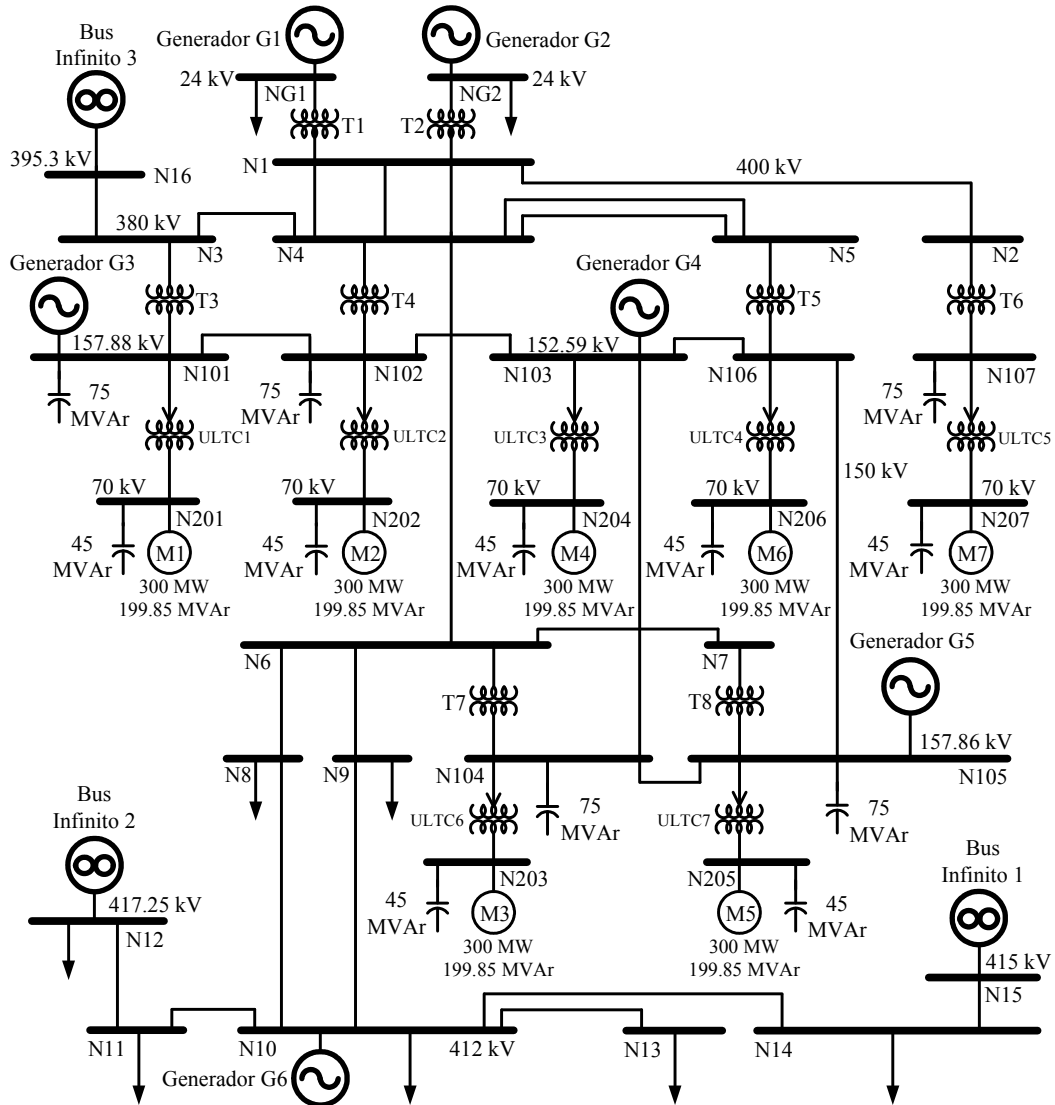 Bus
Infinito 3
Generador G1
Generador G2
24 kV
NG1
NG2
24 kV
T1
T2
N1
395.3 kV
N16
400 kV
380 kV
N3
N4
N5
N2
Generador G3
Generador G4
T3
T4
T5
T6
157.88 kV
N101
N102
152.59 kV
N103
N106
N107
75
MVAr
75
MVAr
75
MVAr
ULTC1
ULTC2
ULTC3
ULTC4
ULTC5
150 kV
70 kV
N201
70 kV
N202
70 kV
N204
70 kV
N206
70 kV
N207
45
MVAr
M1
45
MVAr
M2
45
MVAr
M4
45
MVAr
M6
45
MVAr
M7
300 MW
199.85 MVAr
300 MW
199.85 MVAr
300 MW
199.85 MVAr
300 MW
199.85 MVAr
300 MW
199.85 MVAr
N6
N7
Generador G5
T7
T8
157.86 kV
N8
N9
N104
N105
75
MVAr
75
MVAr
ULTC6
ULTC7
Bus
Infinito 2
N203
N205
Bus
Infinito 1
45
MVAr
M3
M5
45
MVAr
417.25 kV
N12
300 MW
199.85 MVAr
300 MW
199.85 MVAr
415 kV
N15
N11
N10
412 kV
N13
N14
Generador G6